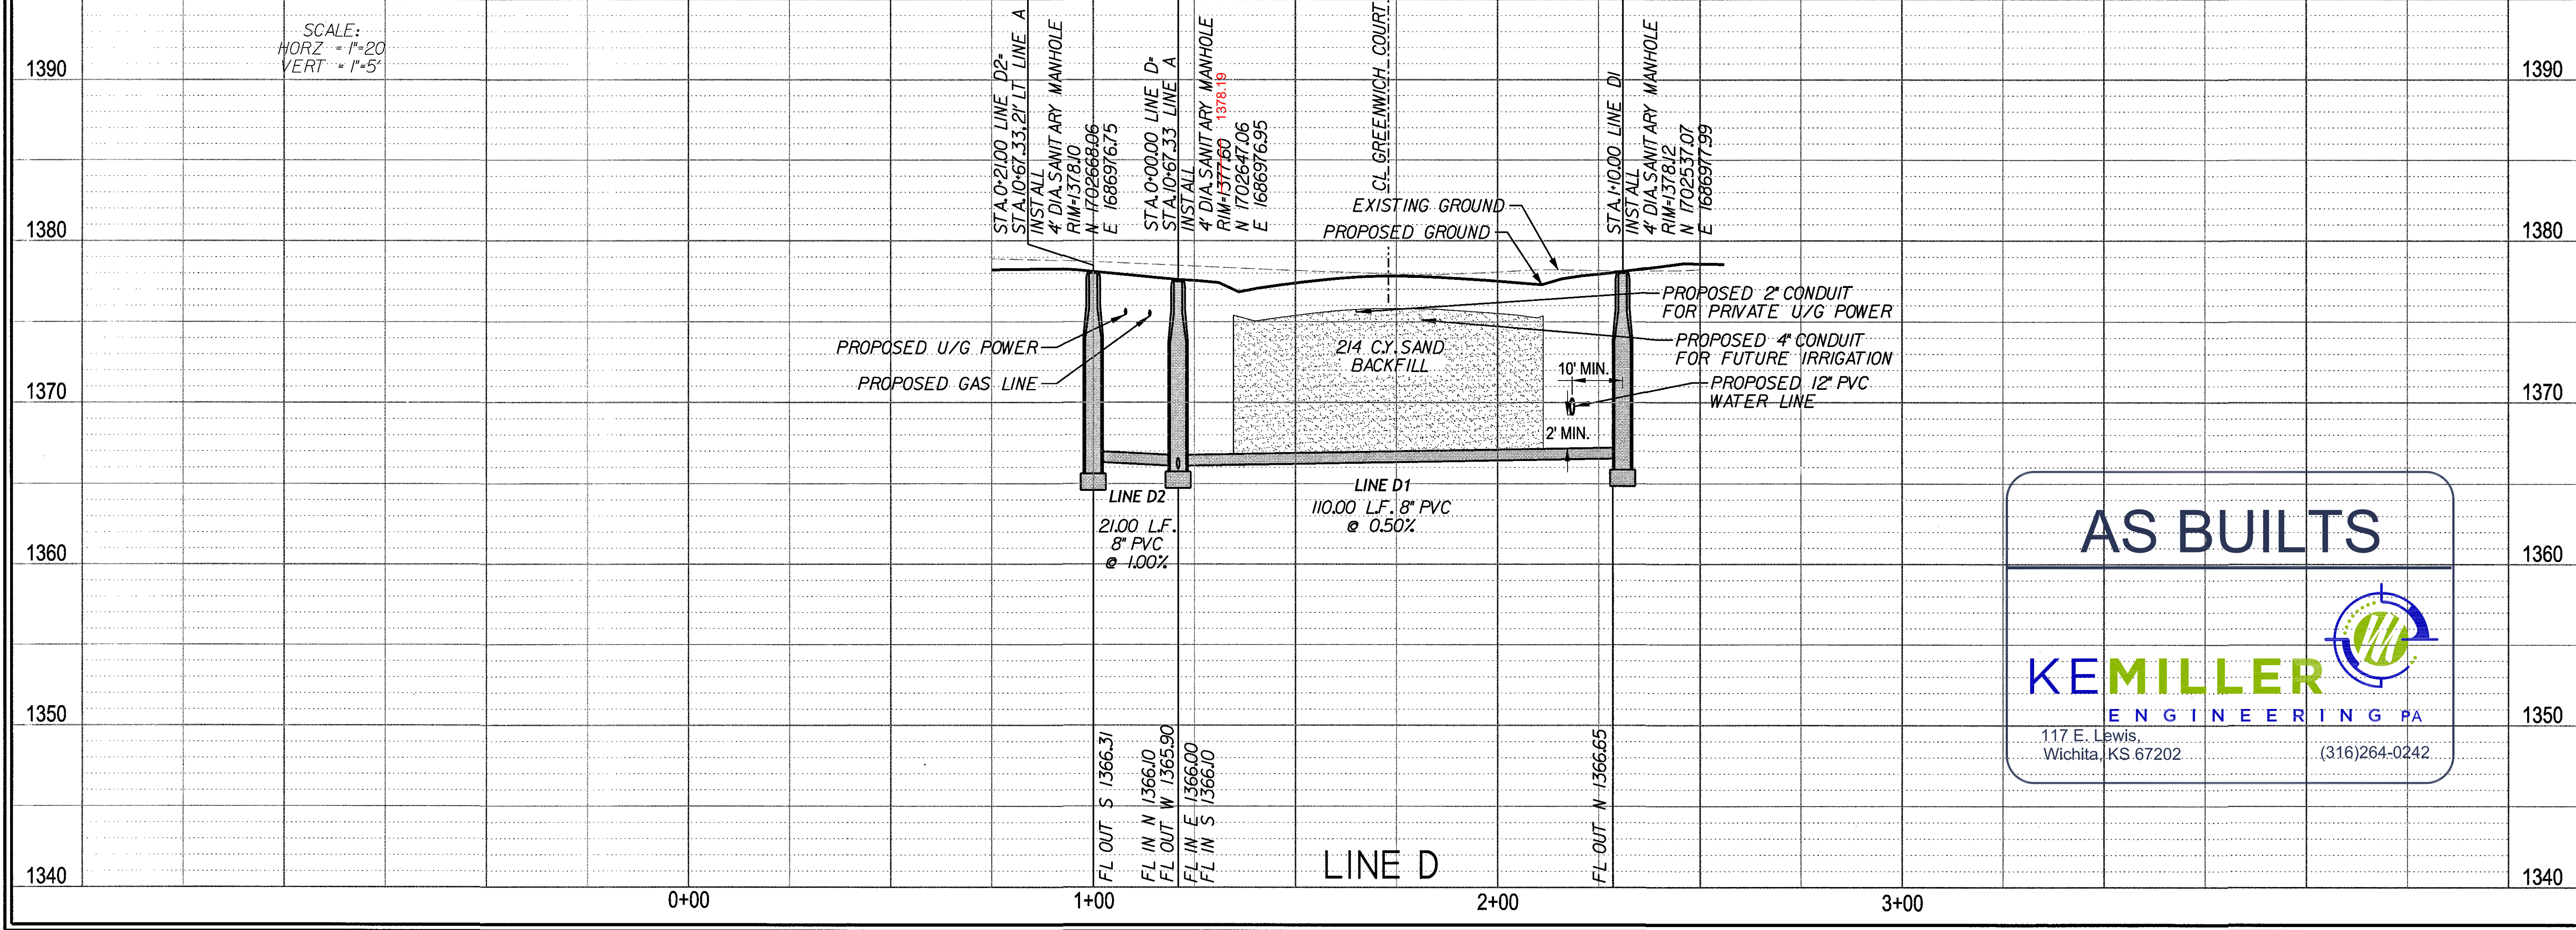 SCALE:
HORZ = 1"=20
VERT = 1"=5'
1390
1380
1370
1360
1350
1340
STA.0+21.00 LINE D2=
STA.10+67.33,21' LT LINE A
INSTALL
4' DIA.SANITARY MANHOLE
RIM=1378.10
N 1702668.06
E 1686976.75
STA.0+00.00 LINE D=
STA.10+67.33 LINE A
INSTALL
4' DIA.SANITARY MANHOLE
RIM=1377.60 1378.19
N 1702647.06
E 1686976.95
CL GREENWICH COURT
STA.1+10.00 LINE D1
INSTALL
4' DIA.SANITARY MANHOLE
RIM=1378.12
N 1702537.07
E 1686977.99
EXISTING GROUND
PROPOSED GROUND
PROPOSED U/G POWER
PROPOSED GAS LINE
214 C.Y. SAND
BACKFILL
PROPOSED 2" CONDUIT
FOR PRIVATE U/G POWER
PROPOSED 4" CONDUIT
FOR FUTURE IRRIGATION
10' MIN.
PROPOSED 12" PVC
WATER LINE
2' MIN.
LINE D2
21.00 L.F.
8" PVC
@ 1.00%
LINE D1
110.00 L.F. 8" PVC
@ 0.50%
FL OUT S 1366.31
FL IN N 1366.10
FL OUT W 1365.90
FL IN E 1366.00
FL IN S 1366.10
FL OUT N 1366.65
LINE D
0+00
1+00
2+00
3+00
1390
1380
1370
1360
1350
1340
AS BUILTS
KEMILLER
ENGINEERING PA
117 E. Lewis,
Wichita, KS 67202
(316)264-0242